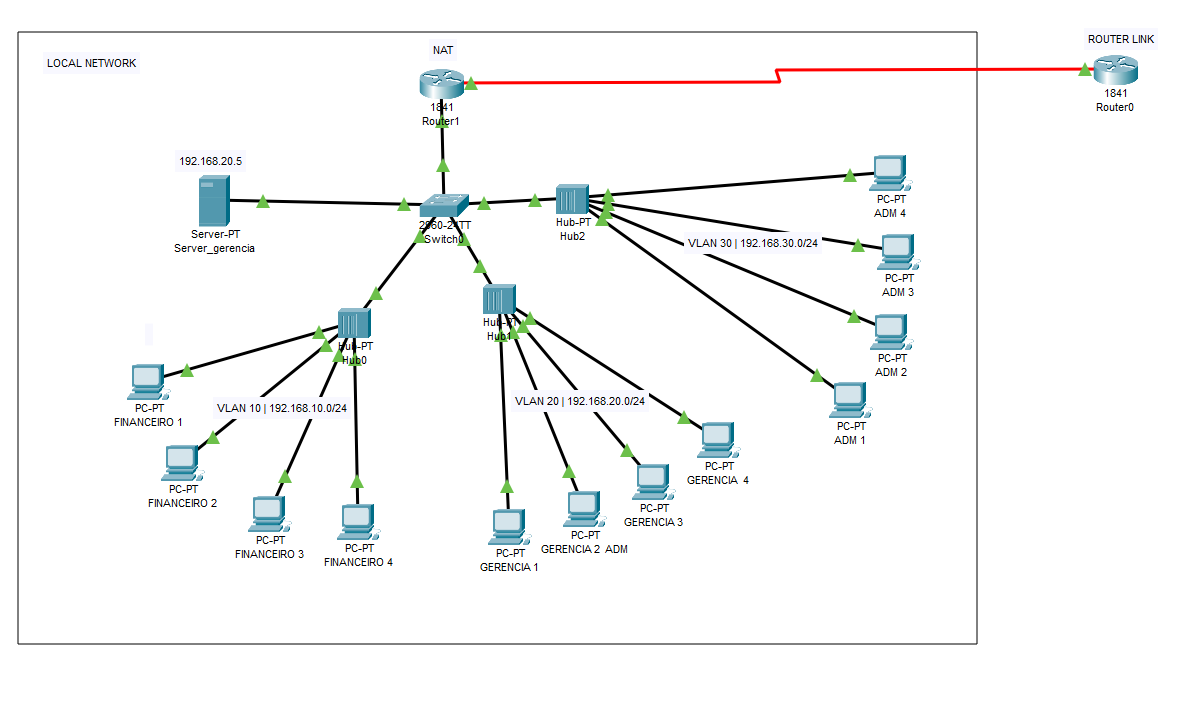 ROUTER LINK
NAT
LOCAL NETWORK
1841
Router0
1841
Router1
192.168.20.5
PC-PT
ADM 4
Hub-PT
Hub2
2960-24TT
Switch0
Server-PT
Server_gerencia
VLAN 30 | 192.168.30.0/24
PC-PT
ADM 3
Hub-PT
Hub1
Hub-PT
Hub0
PC-PT
ADM 2
VLAN 10 | 192.168.10.0/24
VLAN 20 | 192.168.20.0/24
PC-PT
FINANCEIRO 1
PC-PT
ADM 1
PC-PT
GERENCIA  4
PC-PT
FINANCEIRO 2
PC-PT
GERENCIA 3
PC-PT
FINANCEIRO 3
PC-PT
FINANCEIRO 4
PC-PT
GERENCIA 2  ADM
PC-PT
GERENCIA 1